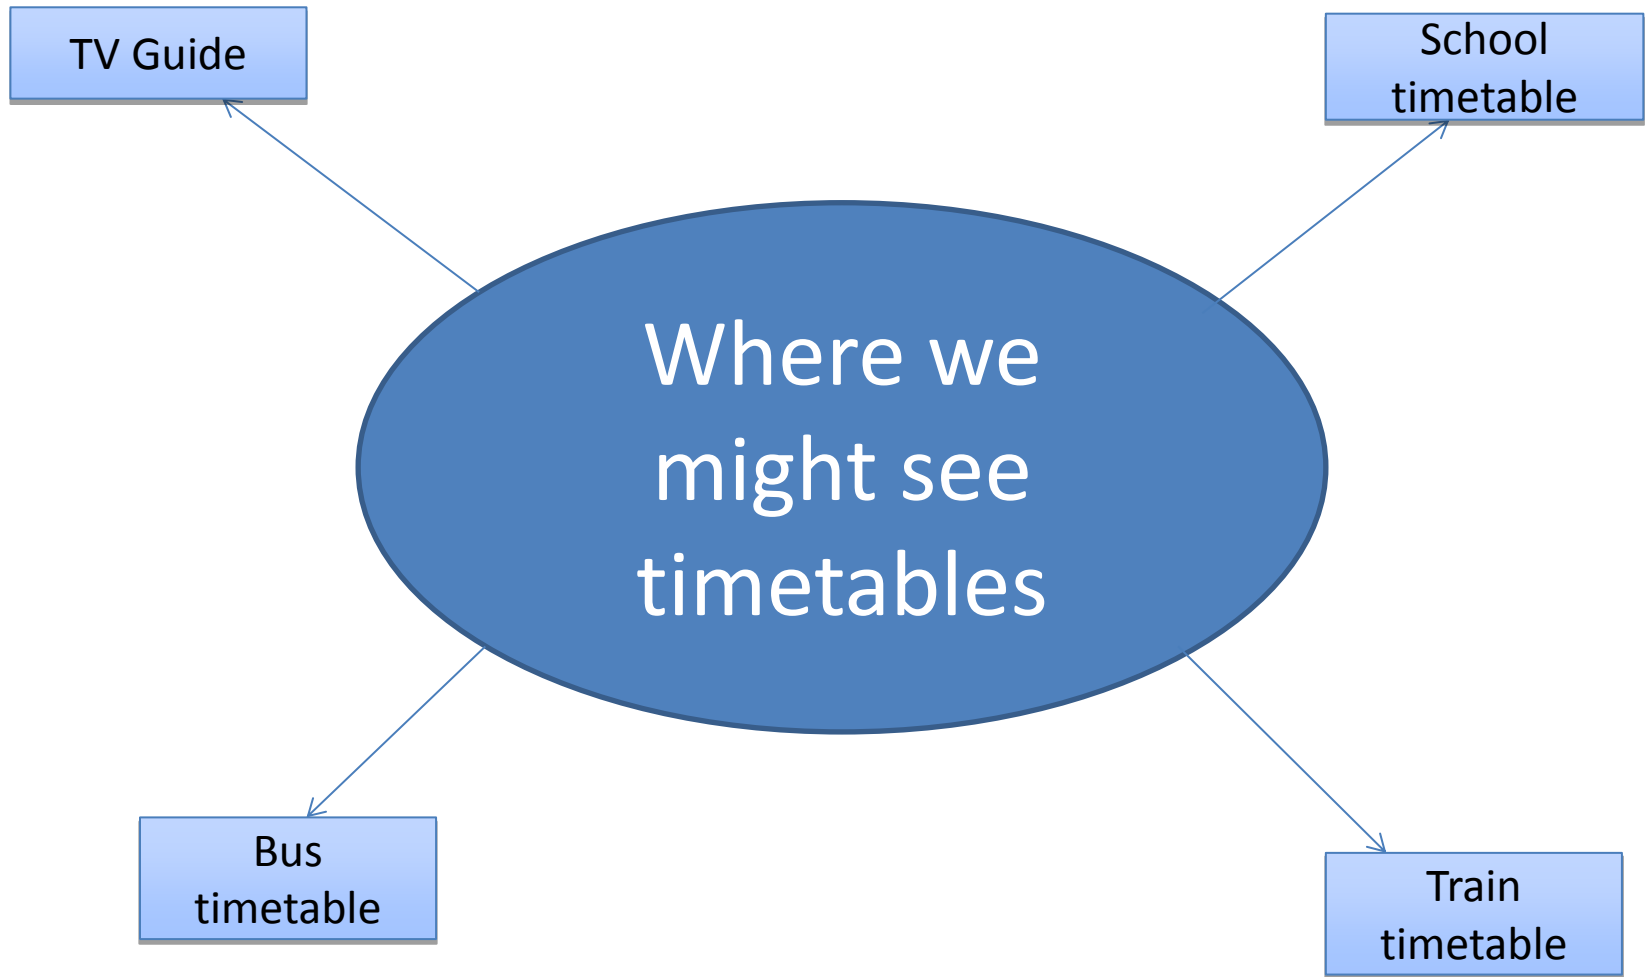 TV Guide
School
timetable
Where we
might see
timetables
Bus
timetable
Train
timetable